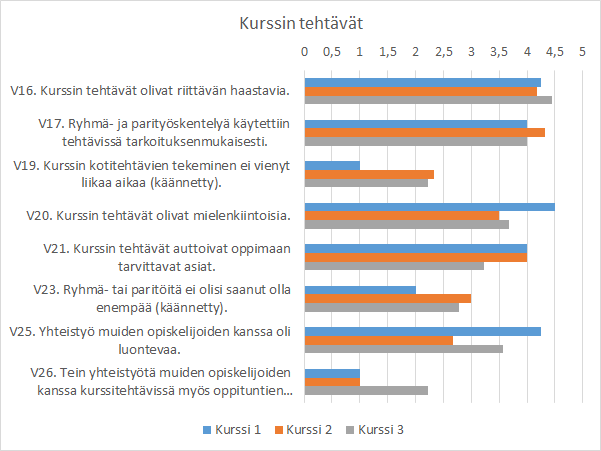 Kurssin tehtävät
0 0,5 1 1,5 2 2,5 3 3,5 4 4,5 5
V16. Kurssin tehtävät olivat riittävän haastavia.
V17. Ryhmä- ja parityöskentelyä käytettiin
tehtävissä tarkoituksenmukaisesti.
V19. Kurssin kotitehtävien tekeminen ei vienyt
liikaa aikaa (käännetty).
V20. Kurssin tehtävät olivat mielenkiintoisia.
V21. Kurssin tehtävät auttoivat oppimaan
tarvittavat asiat.
V23. Ryhmä- tai paritöitä ei olisi saanut olla
enempää (käännetty).
V25. Yhteistyö muiden opiskelijoiden kanssa oli
luontevaa.
V26. Tein yhteistyötä muiden opiskelijoiden
kanssa kurssitehtävissä myös oppituntien...
Kurssi 1 Kurssi 2 Kurssi 3